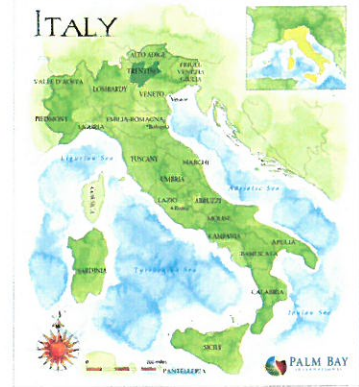 ITALY
ALTO ADIGE
TRENTINO
FRIULI
VENEZIA
GIULIA
VALLE D'AOSTA
LOMBARDY
VENETO
Venice
PIEDMONT
EMILIA-ROMAGNA
LIGURIA
Bologna
Ligurian Sea
TUSCANY
MARCHE
UMBRIA
Adriatic Sea
CORSICA
LAZIO
ABRUZZI
Rome
MOLISE
CAMPANIA
APULIA
BASILICATA
SARDINIA
Tyrrhenian Sea
CALABRIA
Ionian Sea
SICILY
PANTELLERIA
PALM BAY
International